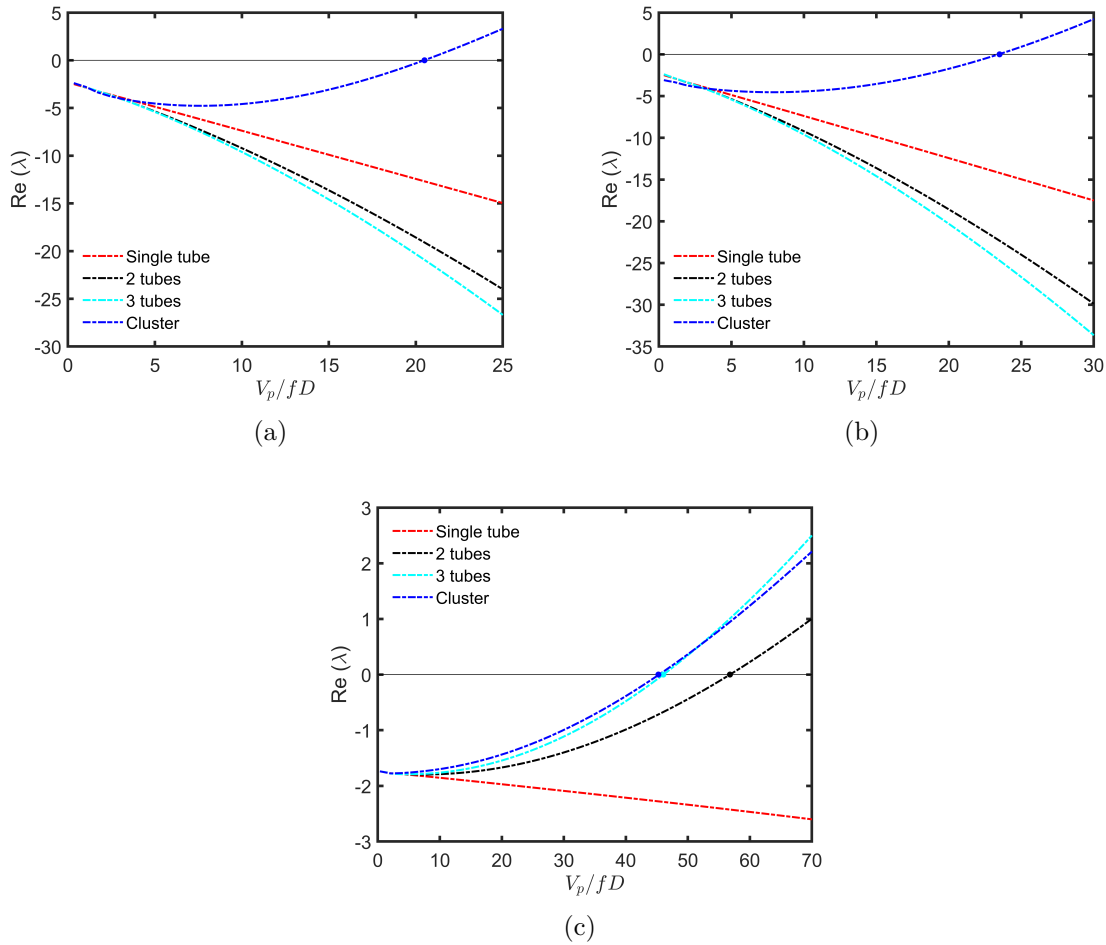 5
0
-5
-10
-15
-20
-25
-30
Re (λ)
0 5 10 15 20 25
V_p/fD
Single tube
2 tubes
3 tubes
Cluster
(a)
5
0
-5
-10
-15
-20
-25
-30
-35
Re (λ)
0 5 10 15 20 25 30
V_p/fD
Single tube
2 tubes
3 tubes
Cluster
(b)
3
2
1
0
-1
-2
-3
Re (λ)
0 10 20 30 40 50 60 70
V_p/fD
Single tube
2 tubes
3 tubes
Cluster
(c)